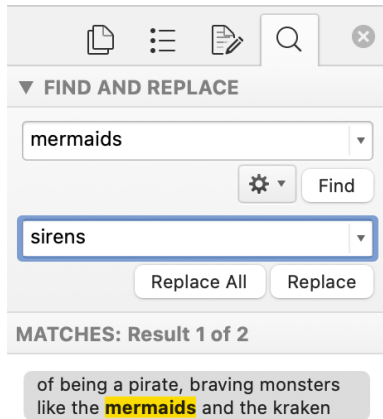 FIND AND REPLACE
mermaids
Find
sirens
Replace All Replace
MATCHES: Result 1 of 2
of being a pirate, braving monsters
like the mermaids and the kraken